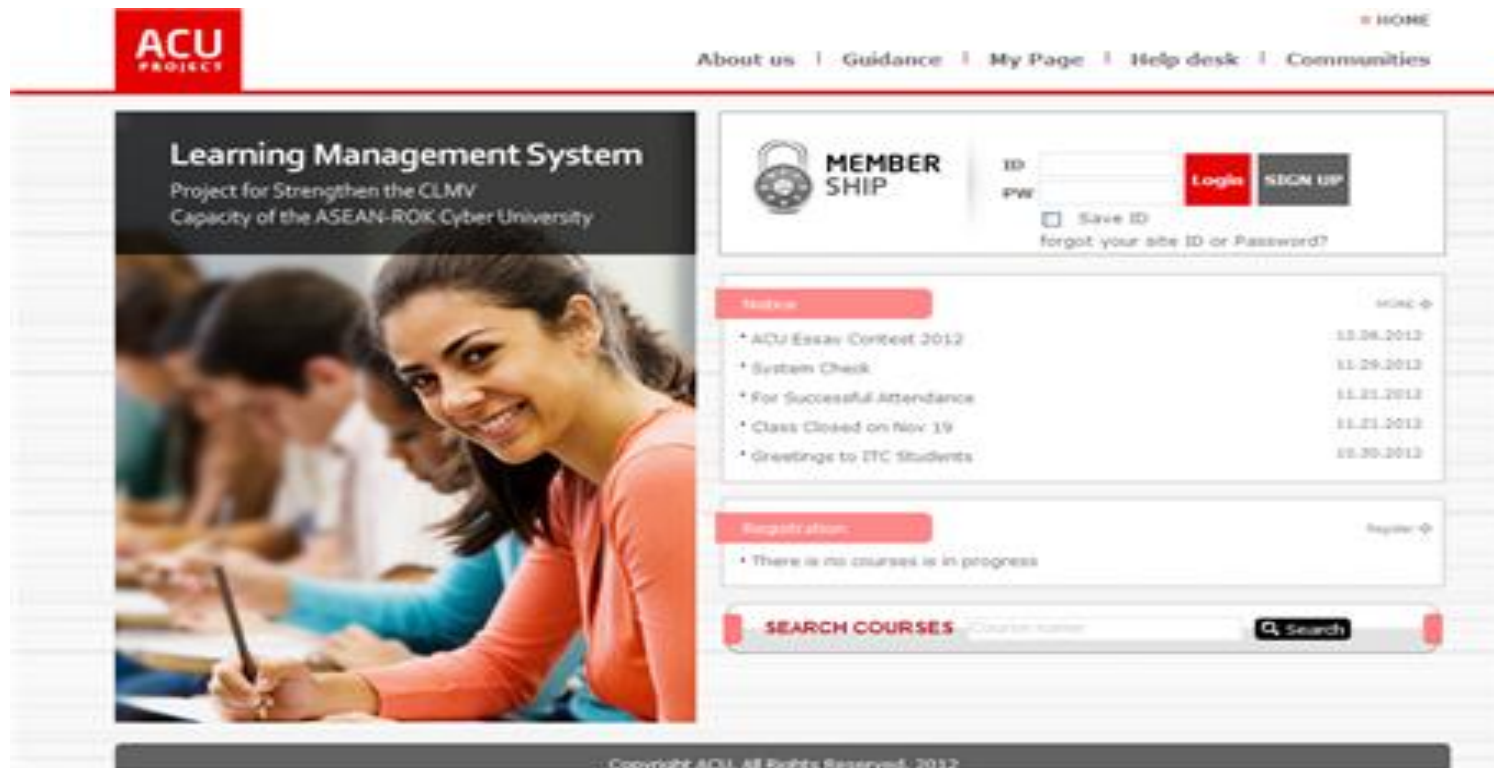 ACU
PROJECT
HOME
About us | Guidance | My Page | Help desk | Communities
Learning Management System
Project for Strengthen the CLMV
Capacity of the ASEAN-ROK Cyber University
MEMBER
SHIP
ID
PW
Login
SIGN UP
Save ID
forgot your site ID or Password?
Notice
MORE
ACU Essay Contest 2012
System Check 11.29.2012
For Successful Attendance 11.21.2012
Class Closed on Nov 19 11.21.2012
Greetings to ITC Students 10.30.2012
Registration
Register
There is no courses is in progress
SEARCH COURSES Course name Search
Copyright ACU. All Rights Reserved. 2012